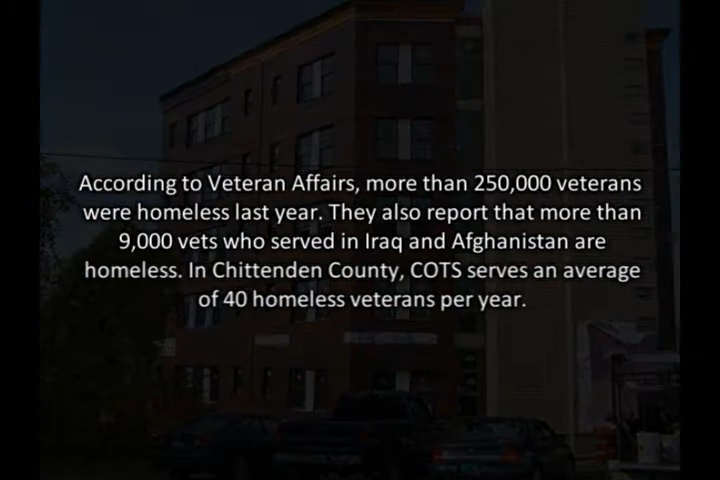 According to Veteran Affairs, more than 250,000 veterans
were homeless last year. They also report that more than
9,000 vets who served in Iraq and Afghanistan are
homeless. In Chittenden County, COTS serves an average
of 40 homeless veterans per year.